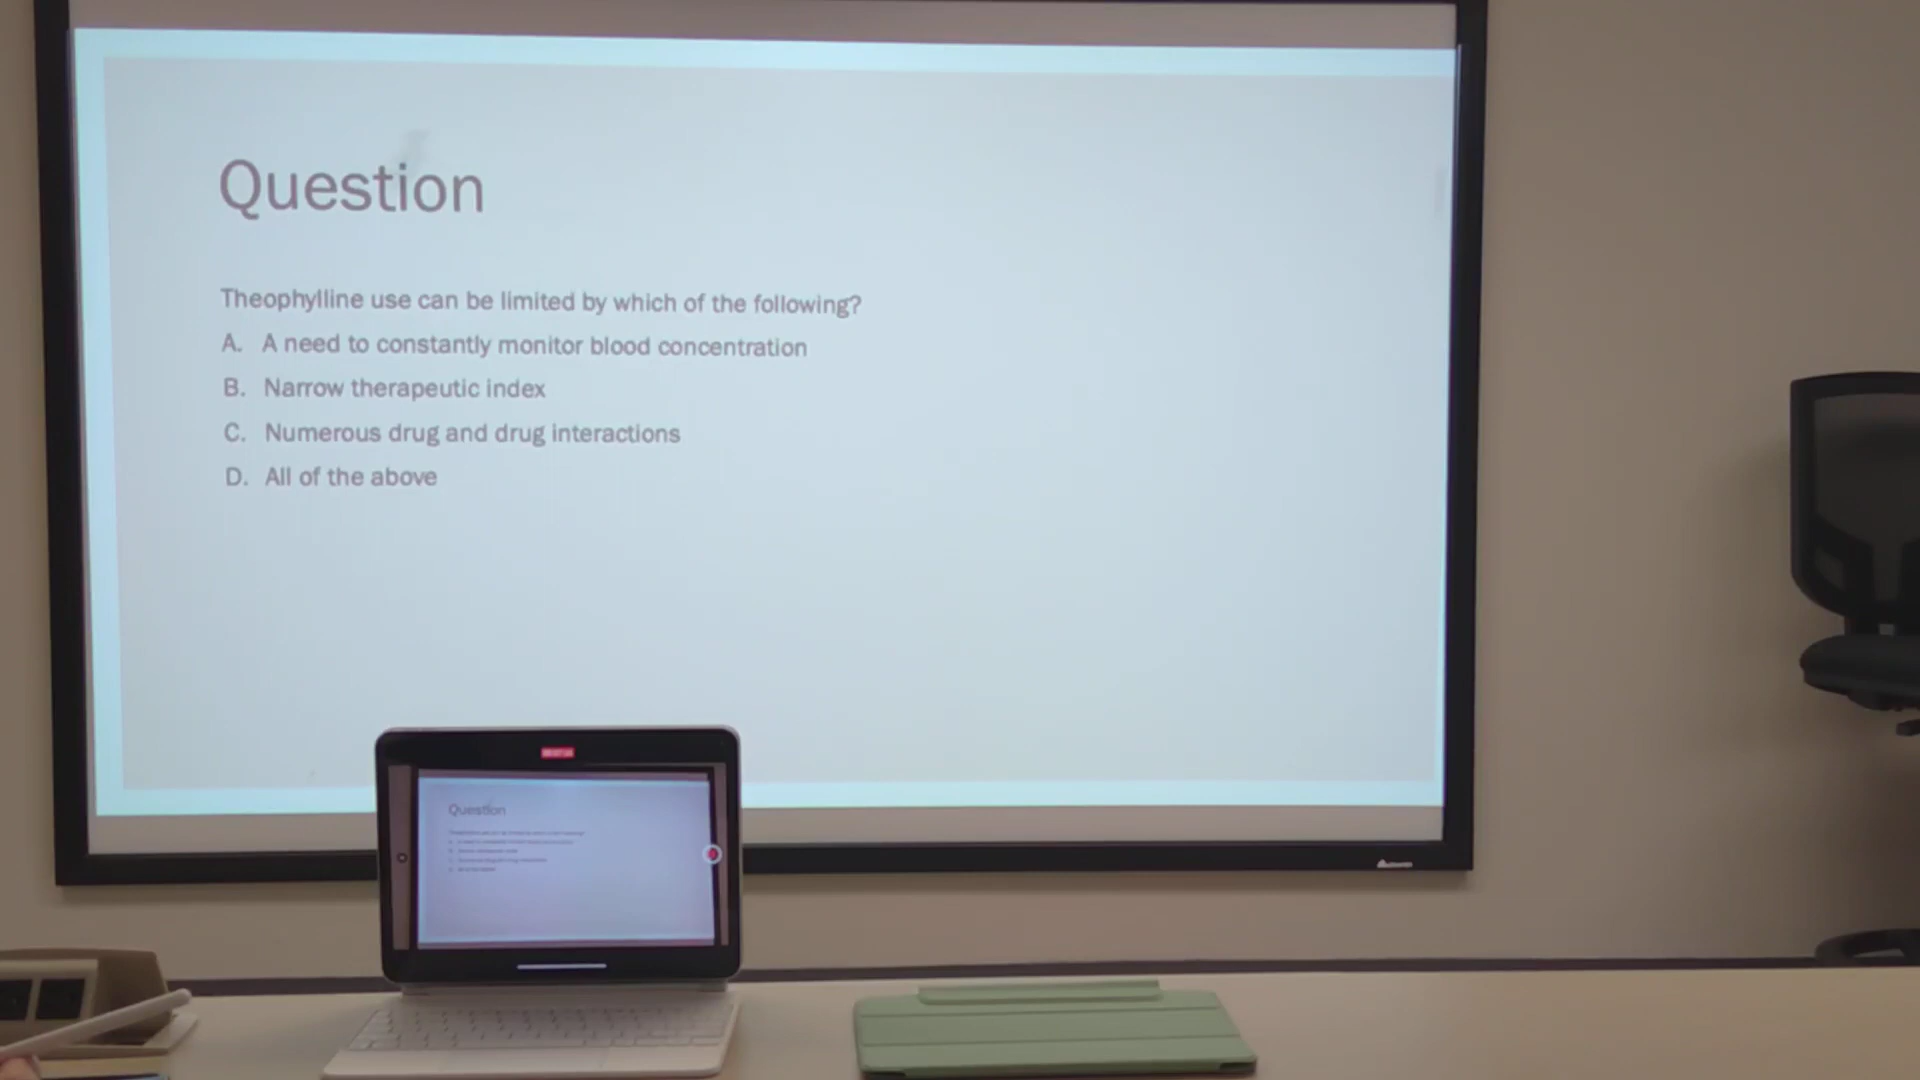 Question
Theophylline use can be limited by which of the following?
A. A need to constantly monitor blood concentration
B. Narrow therapeutic index
C. Numerous drug and drug interactions
D. All of the above
Question